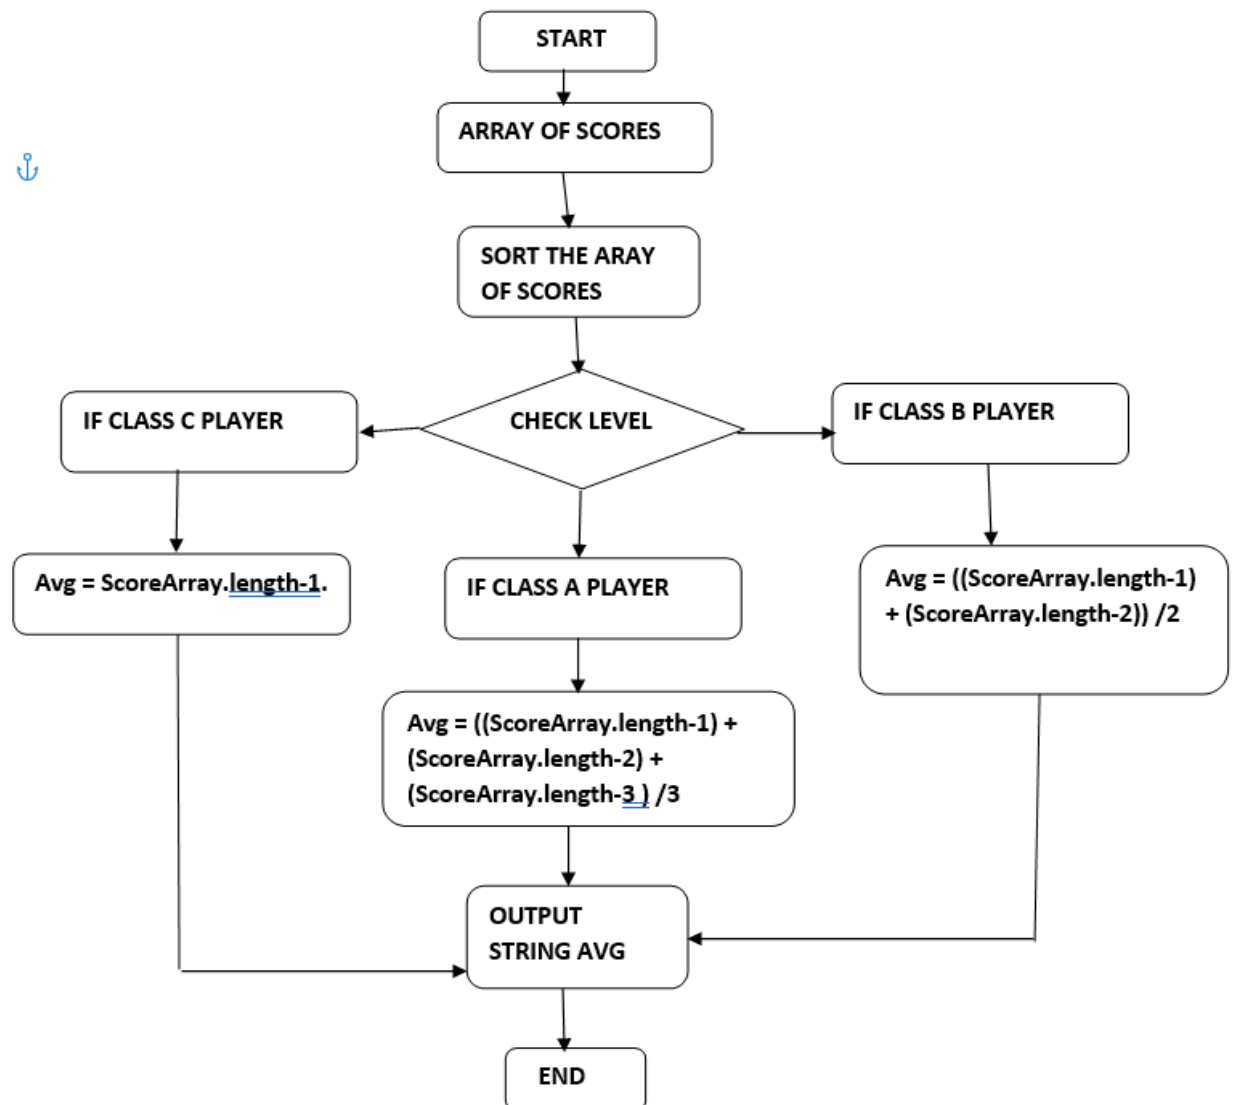 START
ARRAY OF SCORES
SORT THE ARAY
OF SCORES
CHECK LEVEL
IF CLASS C PLAYER
IF CLASS B PLAYER
Avg = ScoreArray.length-1.
IF CLASS A PLAYER
Avg = ((ScoreArray.length-1)
+ (ScoreArray.length-2)) /2
Avg = ((ScoreArray.length-1) +
(ScoreArray.length-2) +
(ScoreArray.length-3 ) /3
OUTPUT
STRING AVG
END